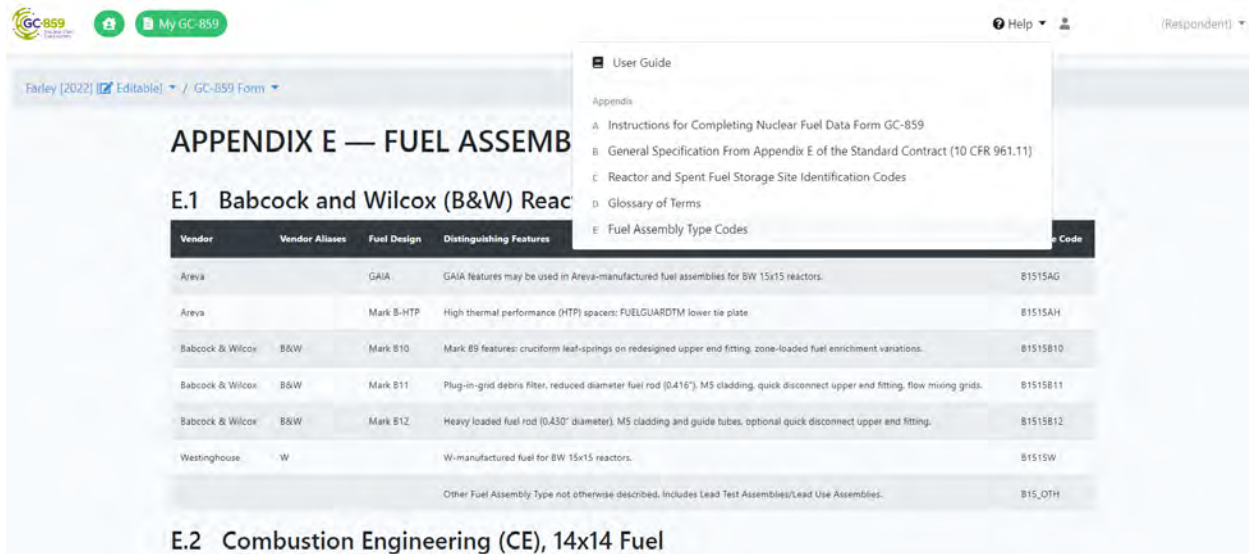 GC-859
My GC-859
Help
(Respondent)
User Guide
Farley [2022] [Editable] / GC-859 Form
Appendix
A Instructions for Completing Nuclear Fuel Data Form GC-859
B General Specification From Appendix E of the Standard Contract (10 CFR 961.11)
C Reactor and Spent Fuel Storage Site Identification Codes
D Glossary of Terms
E Fuel Assembly Type Codes
APPENDIX E — FUEL ASSEMB
E.1 Babcock and Wilcox (B&W) Reac
Vendor Vendor Aliases Fuel Design Distinguishing Features e Code
Areva GAIA GAIA features may be used in Areva-manufactured fuel assemblies for BW 15x15 reactors. B1515AG
Areva Mark B-HTP High thermal performance (HTP) spacers; FUELGUARDTM lower tie plate B1515AH
Babcock & Wilcox B&W Mark B10 Mark B9 features; cruciform leaf-springs on redesigned upper end fitting, zone-loaded fuel enrichment variations. B1515B10
Babcock & Wilcox B&W Mark B11 Plug-in-grid debris filter, reduced diameter fuel rod (0.416"). M5 cladding, quick disconnect upper end fitting, flow mixing grids. B1515B11
Babcock & Wilcox B&W Mark B12 Heavy loaded fuel rod (0.430" diameter). M5 cladding and guide tubes, optional quick disconnect upper end fitting. B1515B12
Westinghouse W W-manufactured fuel for BW 15x15 reactors. B1515W
Other Fuel Assembly Type not otherwise described. Includes Lead Test Assemblies/Lead Use Assemblies. B15_OTH
E.2 Combustion Engineering (CE), 14x14 Fuel